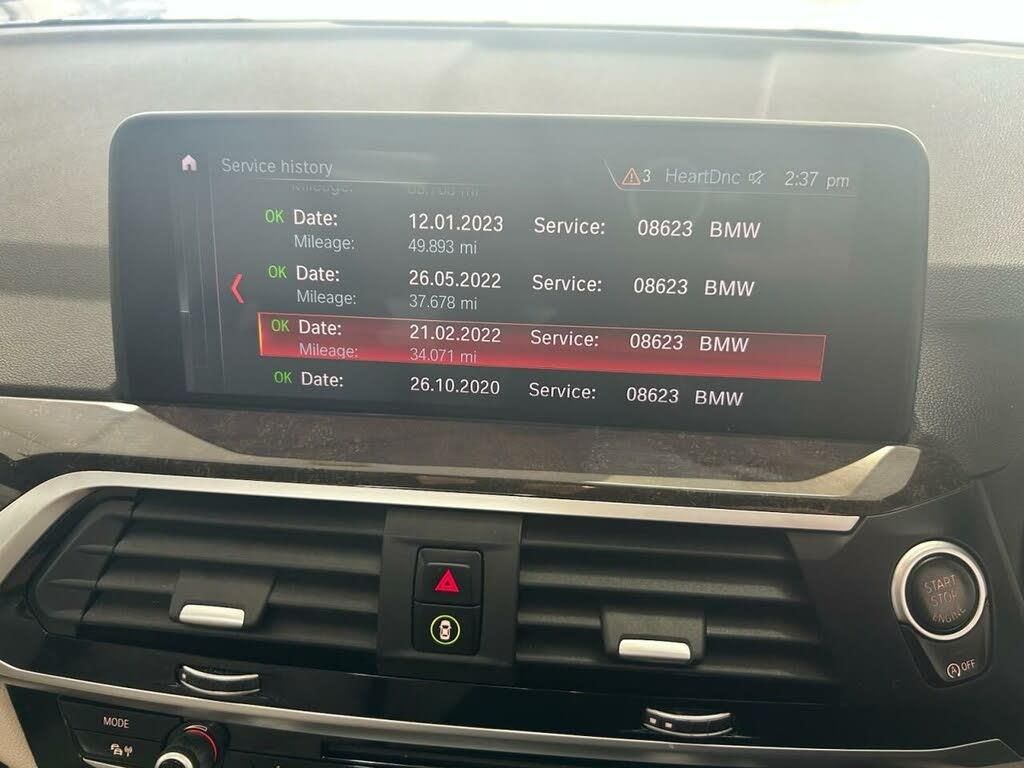 Service history
3 HeartDnc 2:37 pm
Mileage: mi
OK Date: 12.01.2023 Service: 08623 BMW
Mileage: 49.893 mi
OK Date: 26.05.2022 Service: 08623 BMW
Mileage: 37.678 mi
OK Date: 21.02.2022 Service: 08623 BMW
Mileage: 34.071 mi
OK Date: 26.10.2020 Service: 08623 BMW
START
STOP
ENGINE
A OFF
MODE